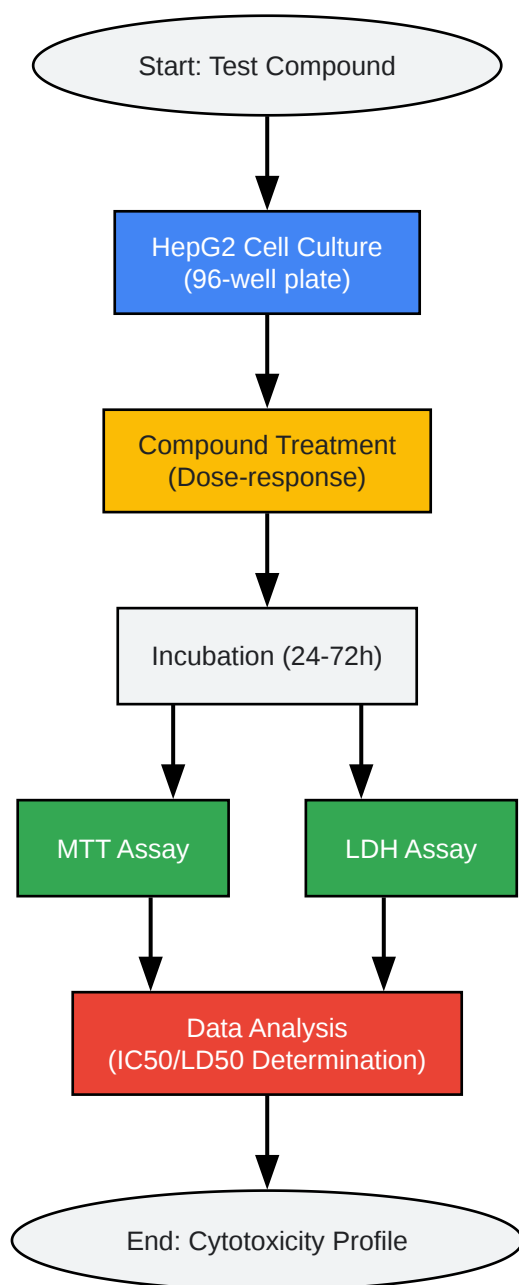 Start: Test Compound
HepG2 Cell Culture
(96-well plate)
Compound Treatment
(Dose-response)
Incubation (24-72h)
MTT Assay
LDH Assay
Data Analysis
(IC50/LD50 Determination)
End: Cytotoxicity Profile